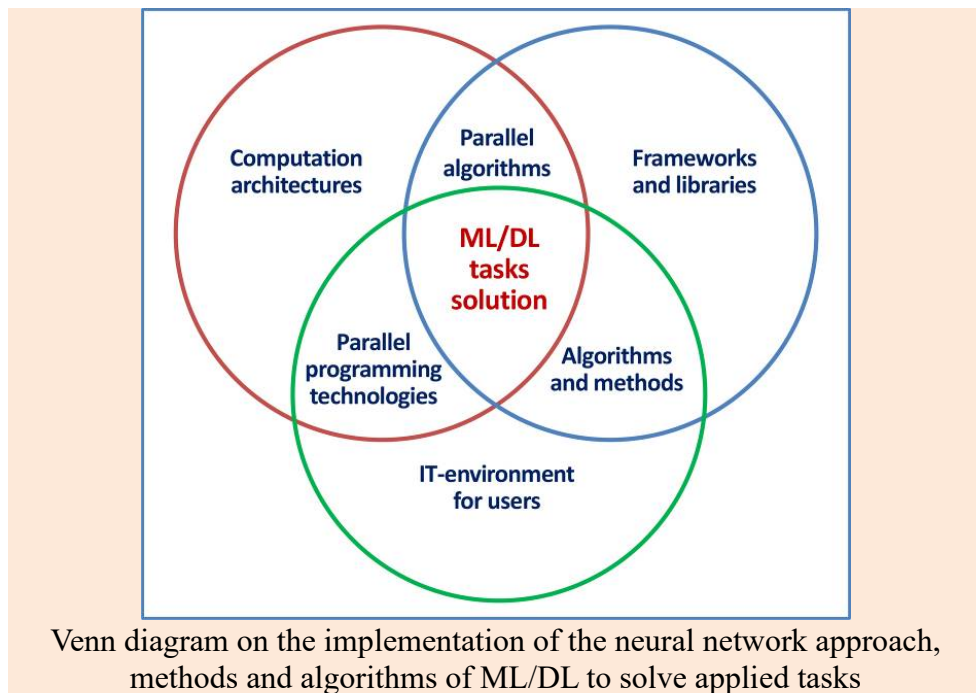 Computation
architectures
Parallel
algorithms
Frameworks
and libraries
ML/DL
tasks
solution
Parallel
programming
technologies
Algorithms
and methods
IT-environment
for users
Venn diagram on the implementation of the neural network approach,
methods and algorithms of ML/DL to solve applied tasks